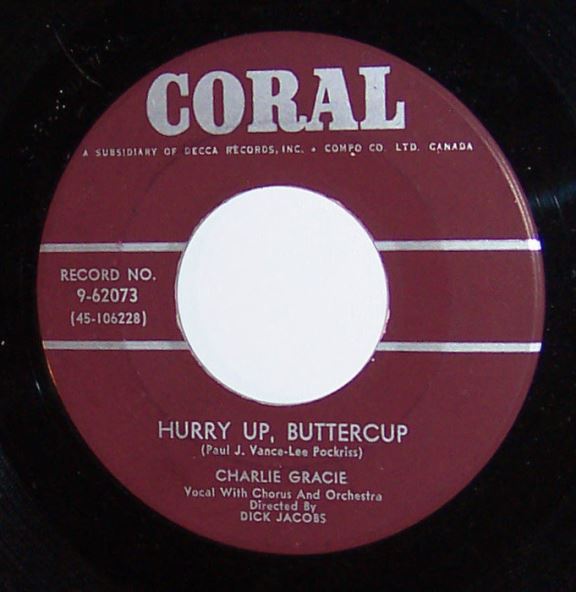 CORAL
A SUBSIDIARY OF DECCA RECORDS, INC. • COMPO CO. LTD. CANADA
RECORD NO.
9-62073
(45-106228)
HURRY UP, BUTTERCUP
(Paul J. Vance-Lee Pockriss)
CHARLIE GRACIE
Vocal With Chorus And Orchestra
Directed By
DICK JACOBS